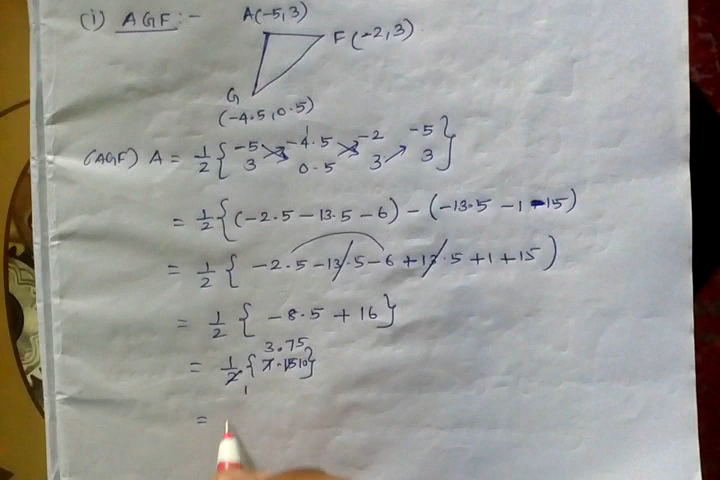 (i) AGF :-
A(-5,3)
F(-2,3)
G
(-4.5,0.5)
(AGF) A = 1/2 { -5 -4.5 -2 -5
3 0.5 3 3 }
= 1/2 { (-2.5 -13.5 -6) - (-13.5 -1 -15)
= 1/2 { -2.5 -13.5 -6 +13.5 +1 +15 )
= 1/2 { -8.5 + 16 }
3.75
= 1/2 { 7.510 }
1
=